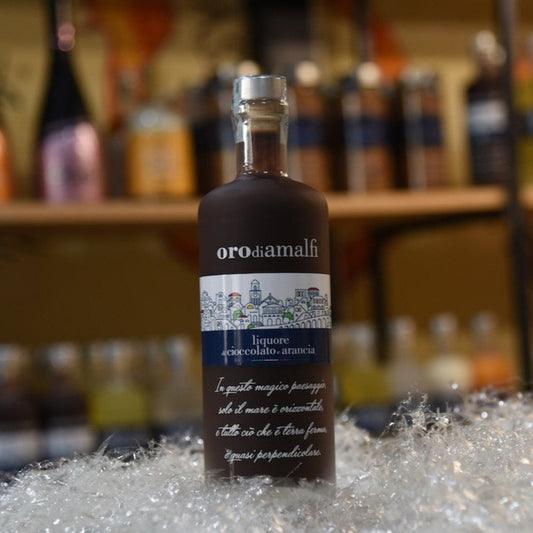 orodiamalfi
liquore
di cioccolato e arancia
In questo magico paesaggio,
solo il mare è orizzontale,
e tutto ciò che è terra ferma,
è quasi perpendicolare.